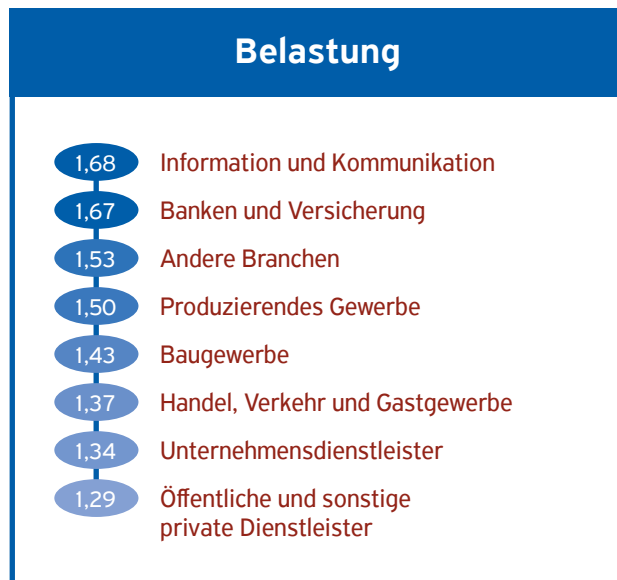 Belastung
1,68 Information und Kommunikation
1,67 Banken und Versicherung
1,53 Andere Branchen
1,50 Produzierendes Gewerbe
1,43 Baugewerbe
1,37 Handel, Verkehr und Gastgewerbe
1,34 Unternehmensdienstleister
1,29 Öffentliche und sonstige
private Dienstleister